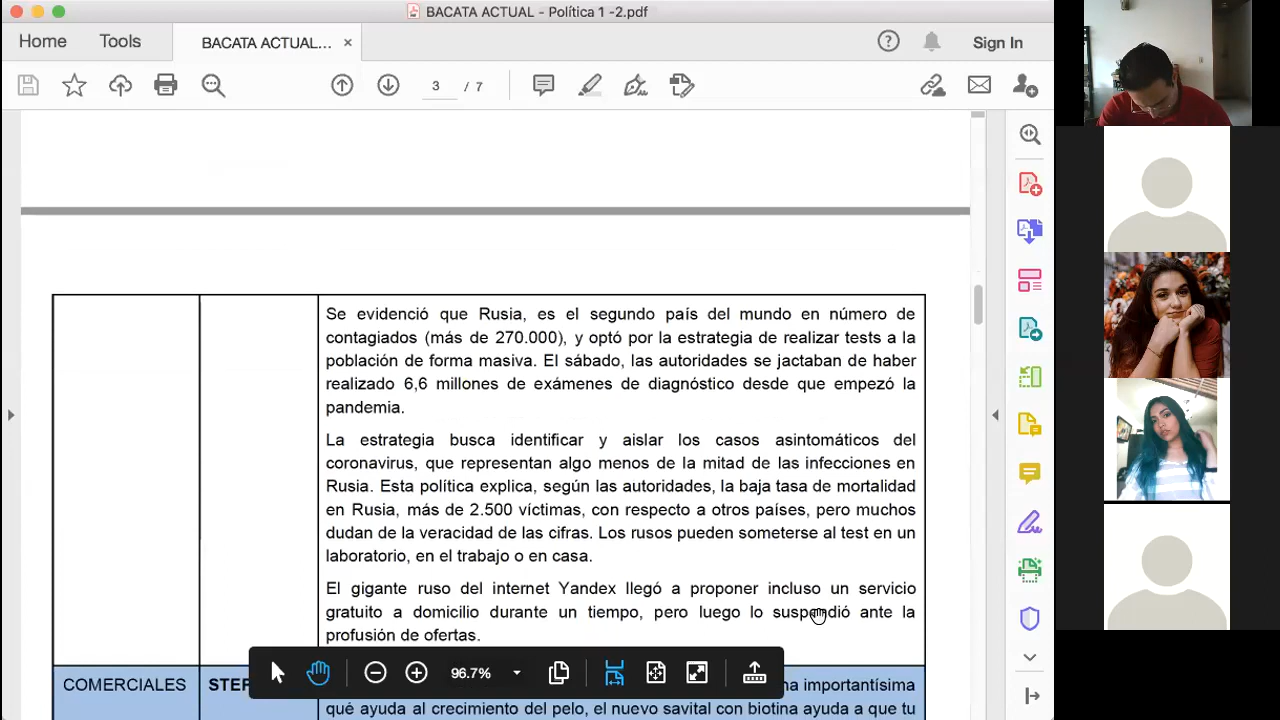 BACATA ACTUAL - Política 1 -2.pdf
Home
Tools
BACATA ACTUAL...
×
Sign In
3
/ 7
Se evidenció que Rusia, es el segundo país del mundo en número de
contagiados (más de 270.000), y optó por la estrategia de realizar tests a la
población de forma masiva. El sábado, las autoridades se jactaban de haber
realizado 6,6 millones de exámenes de diagnóstico desde que empezó la
pandemia.
La estrategia busca identificar y aislar los casos asintomáticos del
coronavirus, que representan algo menos de la mitad de las infecciones en
Rusia. Esta política explica, según las autoridades, la baja tasa de mortalidad
en Rusia, más de 2.500 víctimas, con respecto a otros países, pero muchos
dudan de la veracidad de las cifras. Los rusos pueden someterse al test en un
laboratorio, en el trabajo o en casa.
El gigante ruso del internet Yandex llegó a proponer incluso un servicio
gratuito a domicilio durante un tiempo, pero luego lo suspendió ante la
profusión de ofertas.
96.7%
COMERCIALES
importantísima
qué ayuda al crecimiento del pelo, el nuevo savital con biotina ayuda a que tu